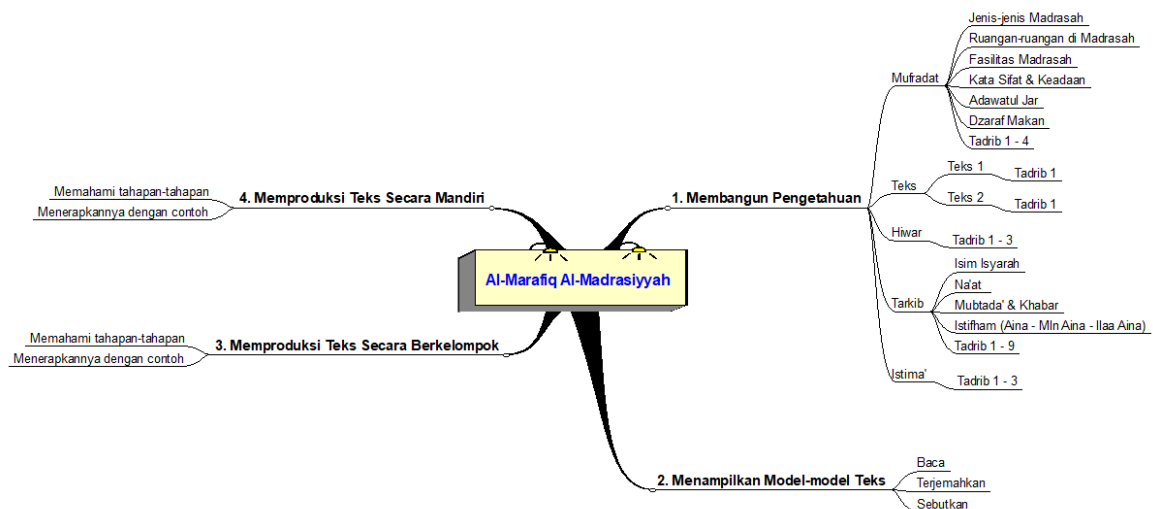 Al-Marafiq Al-Madrasiyyah
1. Membangun Pengetahuan
Mufradat
Jenis-jenis Madrasah
Ruangan-ruangan di Madrasah
Fasilitas Madrasah
Kata Sifat & Keadaan
Adawatul Jar
Dzaraf Makan
Tadrib 1 - 4
Teks
Teks 1
Tadrib 1
Teks 2
Tadrib 1
Hiwar
Tadrib 1 - 3
Tarkib
Isim Isyarah
Na'at
Mubtada' & Khabar
Istifham (Aina - MIn Aina - Ilaa Aina)
Tadrib 1 - 9
Istima'
Tadrib 1 - 3
2. Menampilkan Model-model Teks
Baca
Terjemahkan
Sebutkan
3. Memproduksi Teks Secara Berkelompok
Memahami tahapan-tahapan
Menerapkannya dengan contoh
4. Memproduksi Teks Secara Mandiri
Memahami tahapan-tahapan
Menerapkannya dengan contoh